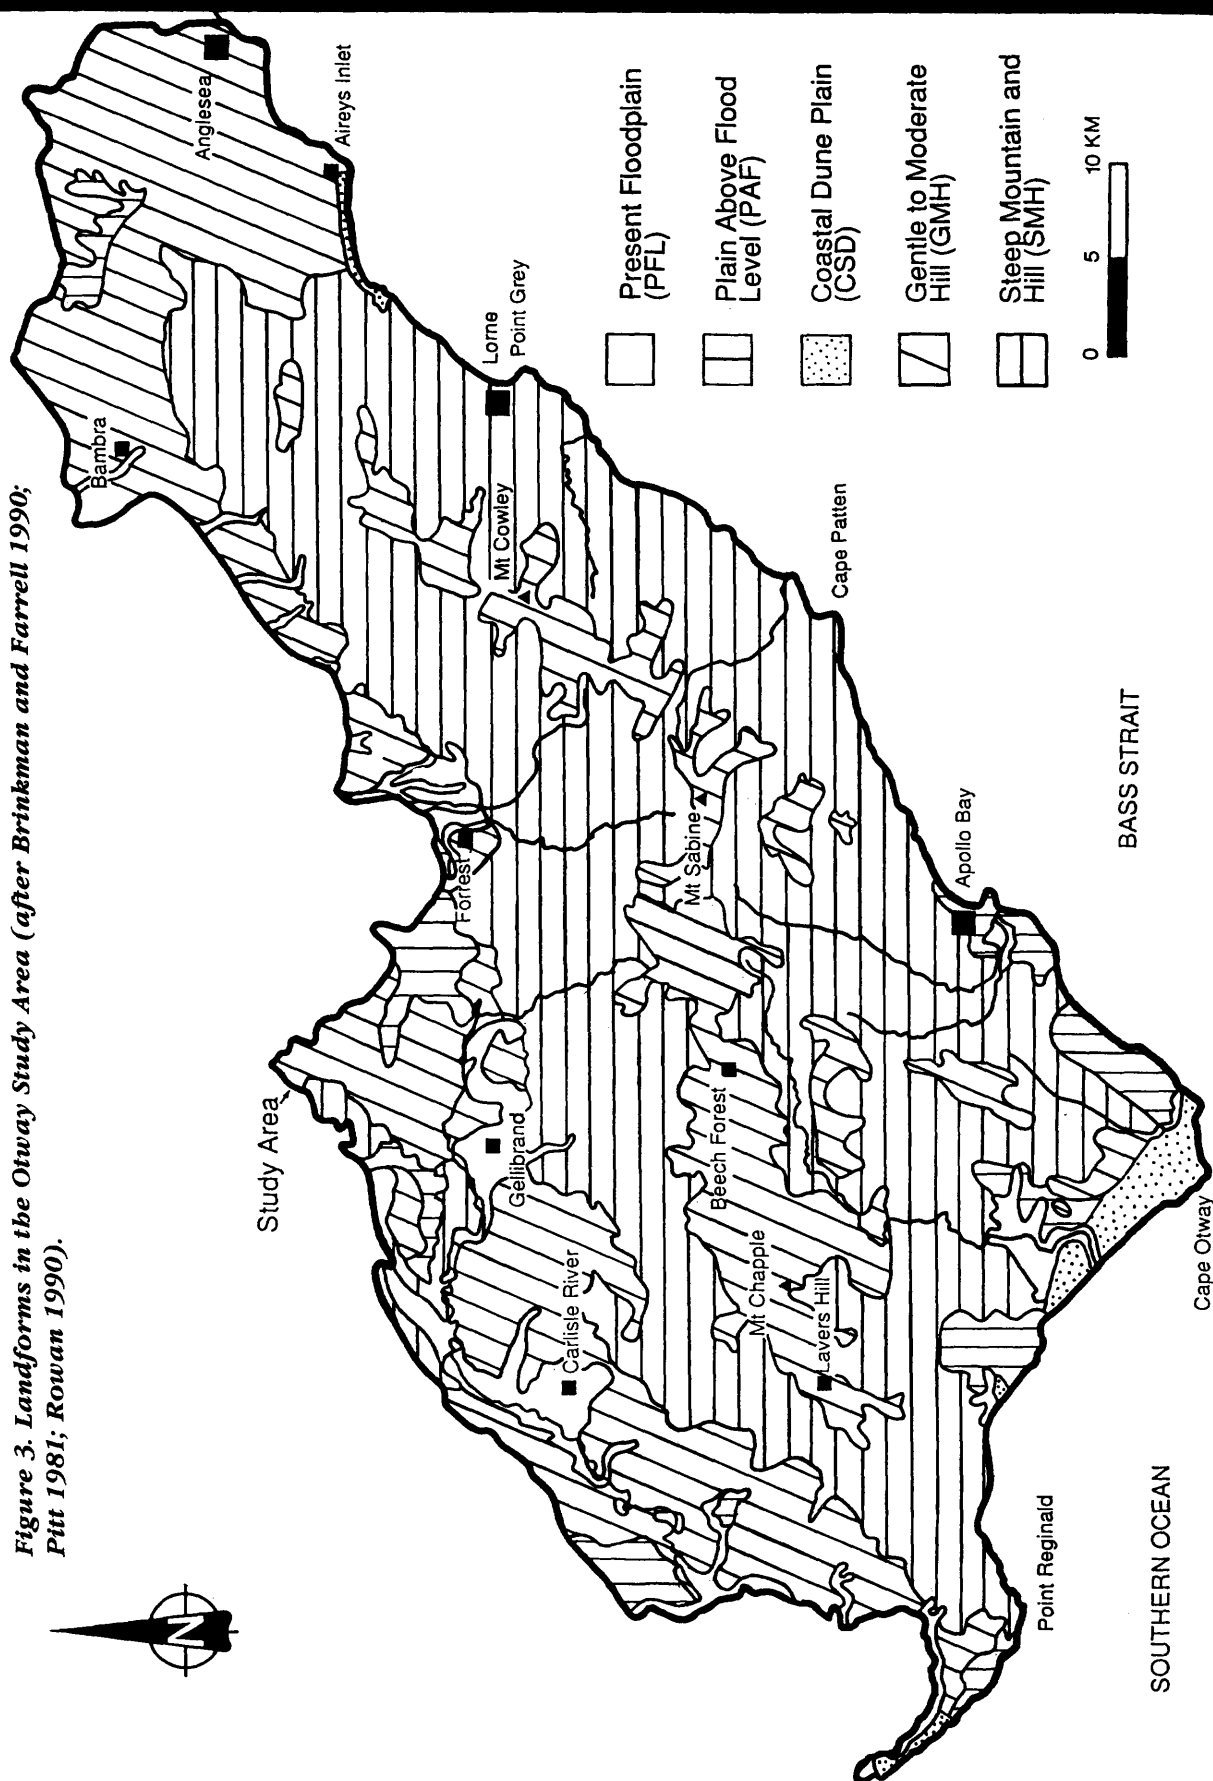 Figure 3. Landforms in the Otway Study Area (after Brinkman and Farrell 1990;
Pitt 1981; Rowan 1990).
N
Study Area
Anglesea
Aireys Inlet
Bambra
Lorne
Point Grey
Mt Cowley
Forrest
Cape Patten
Mt Sabine
Gellibrand
Carlisle River
Beech Forest
Mt Chapple
Lavers Hill
Apollo Bay
BASS STRAIT
Cape Otway
Point Reginald
SOUTHERN OCEAN
Present Floodplain
(PFL)
Plain Above Flood
Level (PAF)
Coastal Dune Plain
(CSD)
Gentle to Moderate
Hill (GMH)
Steep Mountain and
Hill (SMH)
0 5 10 KM